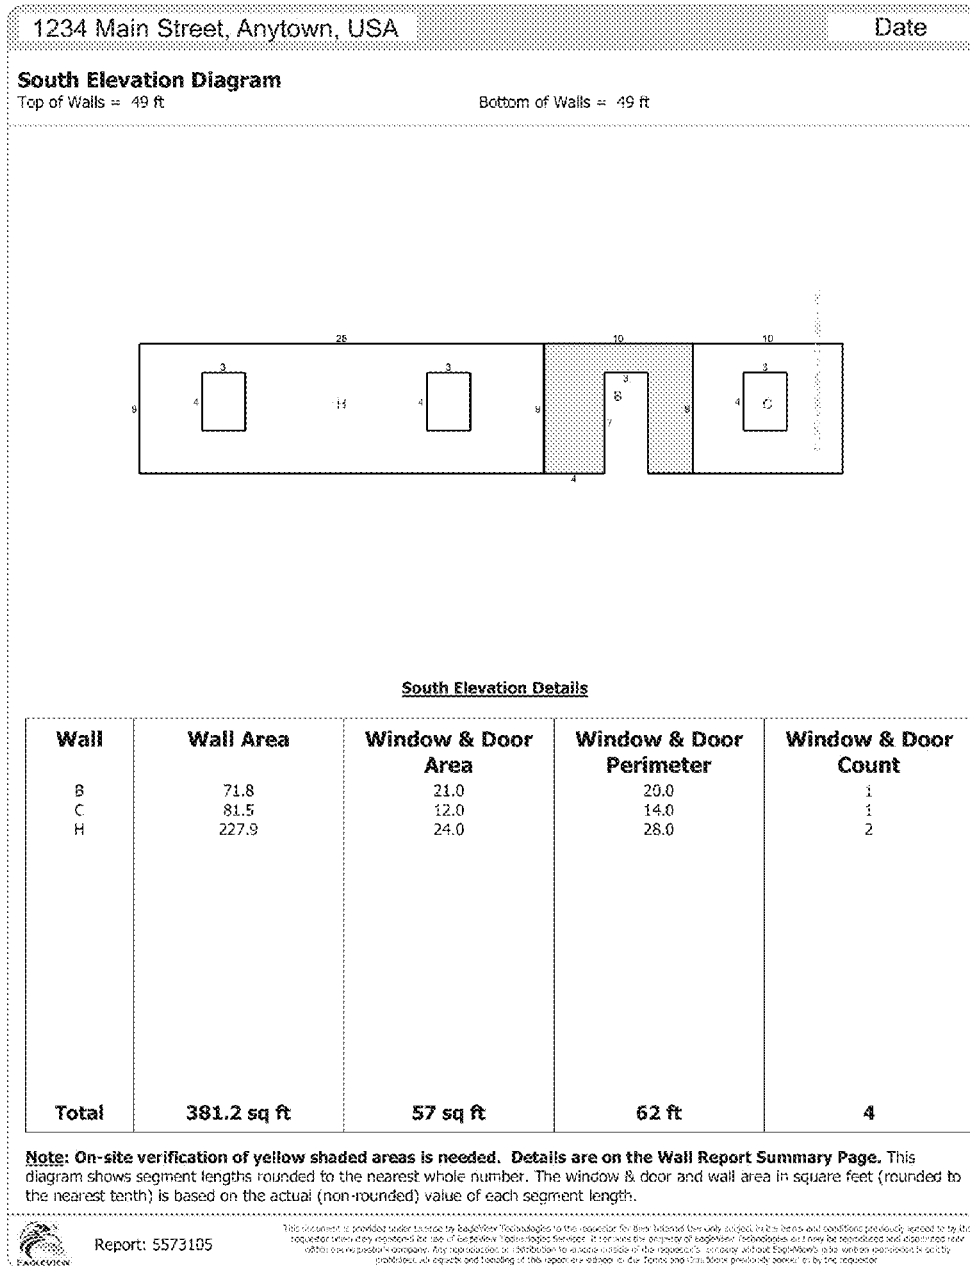 1234 Main Street, Anytown, USA Date
South Elevation Diagram
Top of Walls = 49 ft Bottom of Walls = 49 ft
28 10 10
3 3 3 3
9 4 H 4 9 7 B 9 4 C
4
South Elevation Details
Wall Wall Area Window & Door Area Window & Door Perimeter Window & Door Count
B 71.8 21.0 20.0 1
C 81.5 12.0 14.0 1
H 227.9 24.0 28.0 2
Total 381.2 sq ft 57 sq ft 62 ft 4
Note: On-site verification of yellow shaded areas is needed. Details are on the Wall Report Summary Page. This
diagram shows segment lengths rounded to the nearest whole number. The window & door and wall area in square feet (rounded to
the nearest tenth) is based on the actual (non-rounded) value of each segment length.
EAGLEVIEW
Report: 5573105